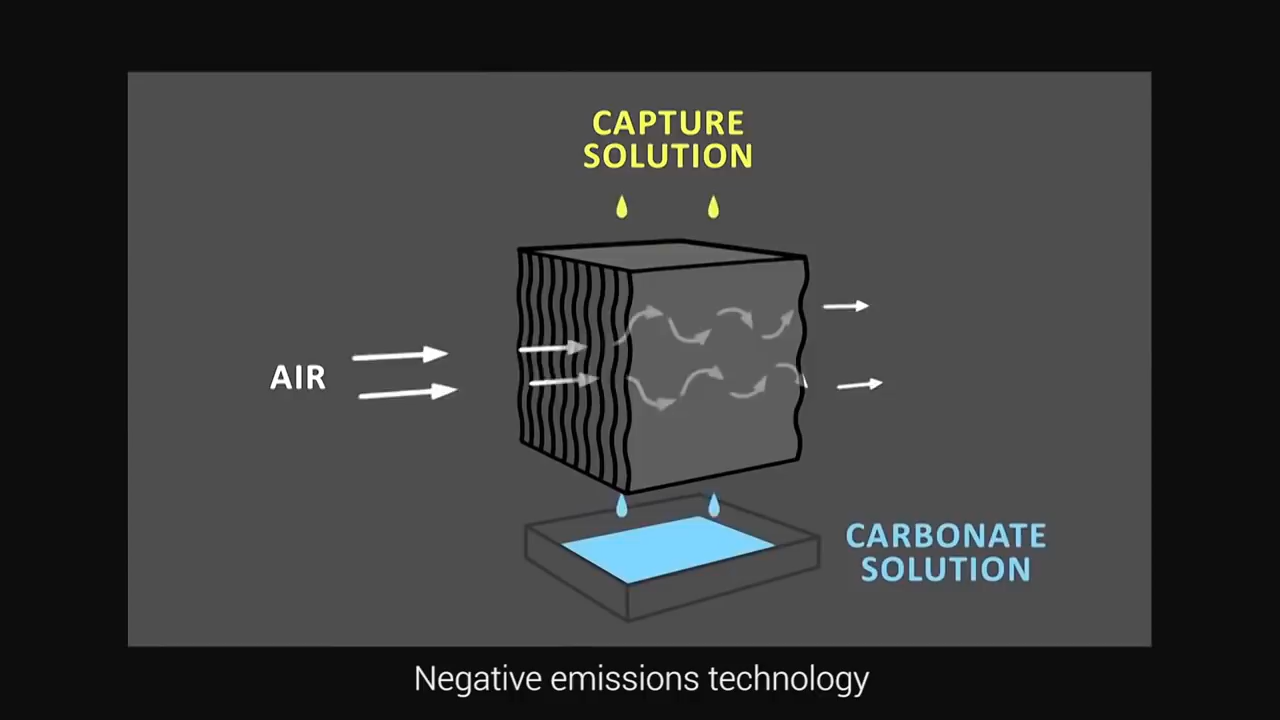 CAPTURE
SOLUTION
AIR
CARBONATE
SOLUTION
Negative emissions technology